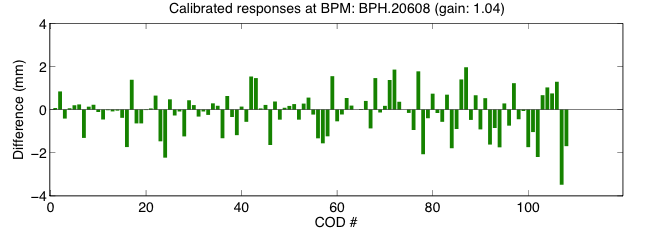 Calibrated responses at BPM: BPH.20608 (gain: 1.04)
4
2
0
−2
−4
Difference (mm)
0 20 40 60 80 100
COD #